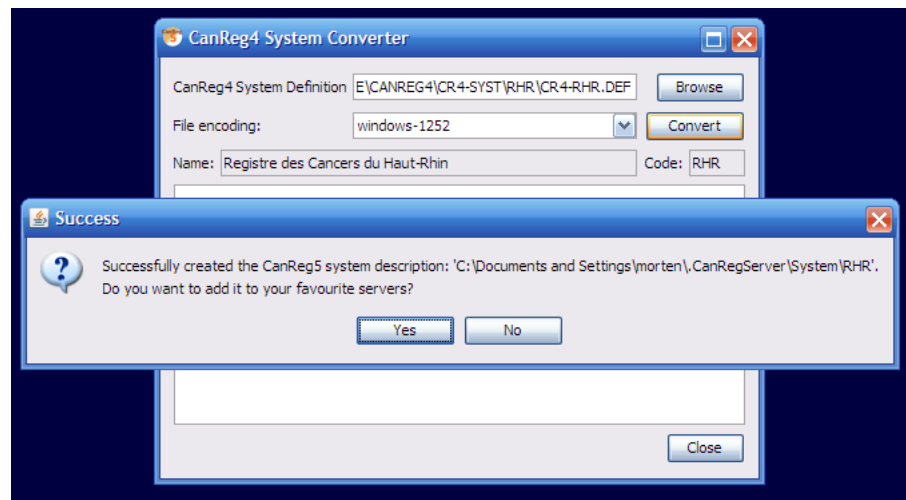 CanReg4 System Converter
CanReg4 System Definition E\CANREG4\CR4-SYST\RHR\CR4-RHR.DEF Browse
File encoding: windows-1252 Convert
Name: Registre des Cancers du Haut-Rhin Code: RHR
Success
Successfully created the CanReg5 system description: 'C:\Documents and Settings\morten\.CanRegServer\System\RHR'.
Do you want to add it to your favourite servers?
Yes No
Close